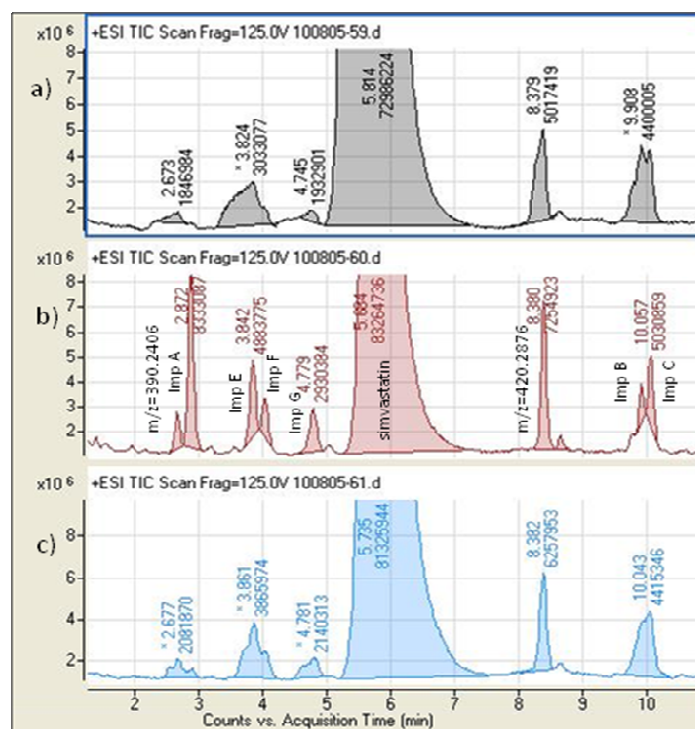 +ESI TIC Scan Frag=125.0V 100805-59.d
x10 6
a)
8
7
6
5
4
3
2
2.673
1846984
* 3.824
3033077
4.745
1932901
5.814
72986224
8.379
5017419
* 9.908
4400005
+ESI TIC Scan Frag=125.0V 100805-60.d
x10 6
b)
8
7
6
5
4
3
2
m/z=390.2406
Imp A
2.872
8333087
Imp E
3.842
4883775
Imp F
Imp G
4.779
2930384
5.684
83264736
simvastatin
m/z=420.2876
8.380
7254923
Imp B
10.057
5030859
Imp C
+ESI TIC Scan Frag=125.0V 100805-61.d
x10 6
c)
8
6
4
2
* 2.677
2081870
* 3.861
3865974
* 4.781
2140313
5.735
81325944
8.382
6257953
10.043
4415346
2 3 4 5 6 7 8 9 10
Counts vs. Acquisition Time (min)